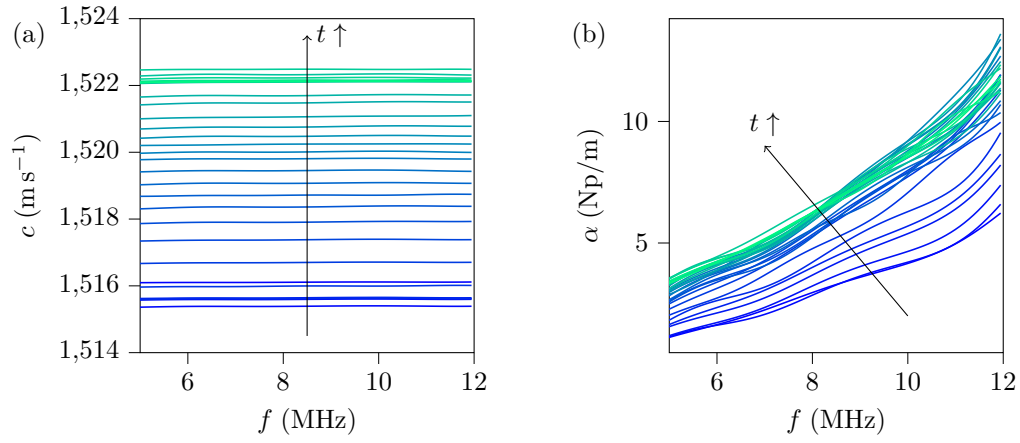 (a)
1,524
1,522
1,520
1,518
1,516
1,514
c (m s⁻¹)
t ↑
6 8 10 12
f (MHz)
(b)
10
5
α (Np/m)
t ↑
6 8 10 12
f (MHz)